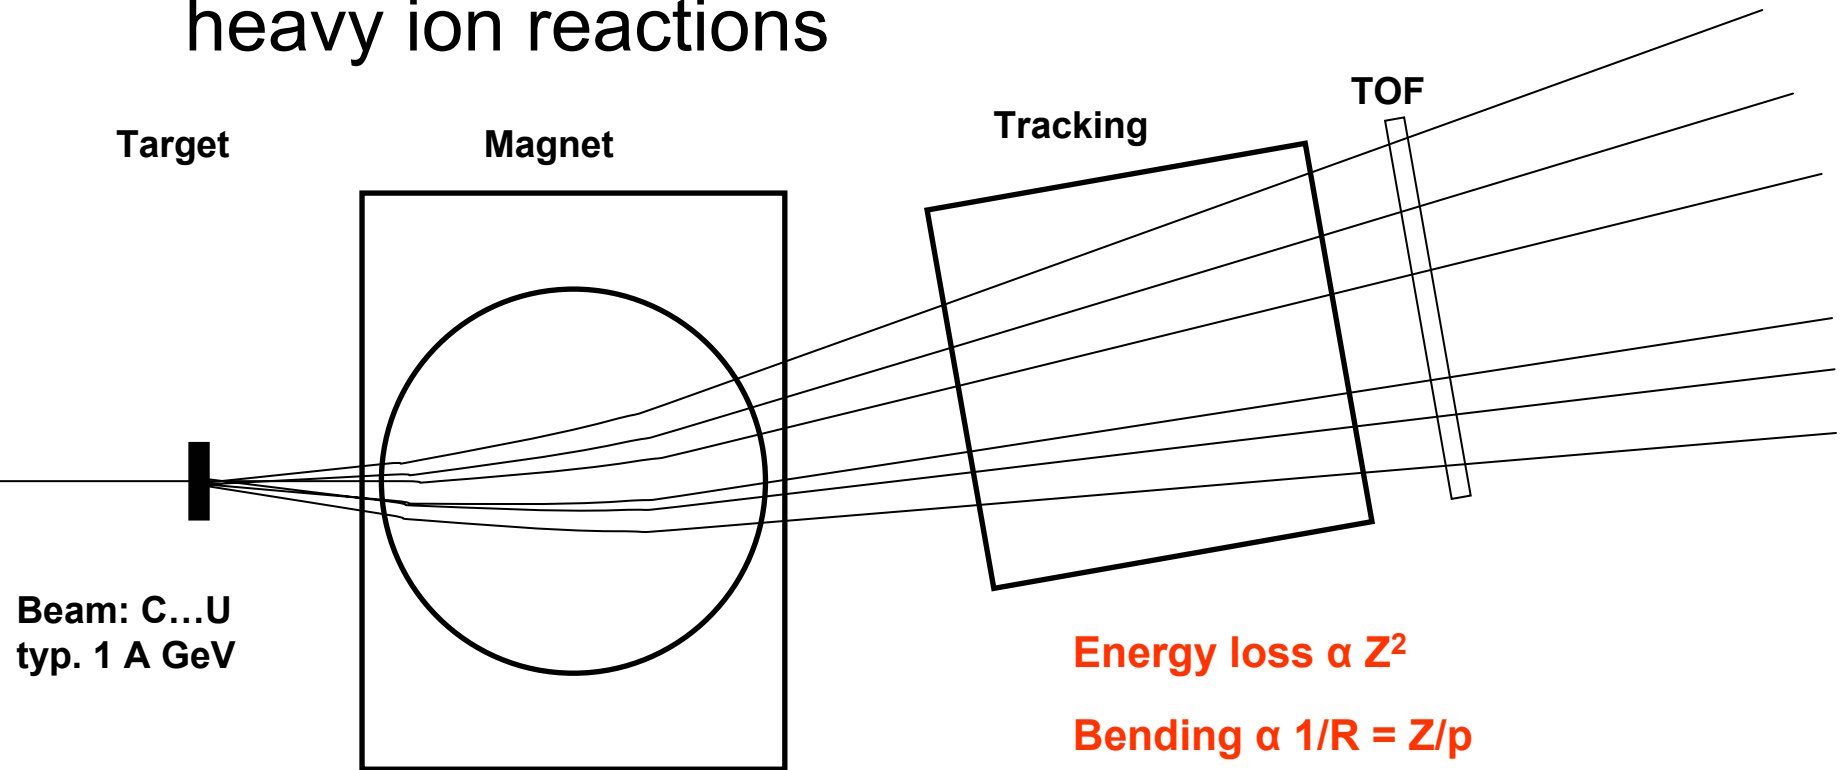 heavy ion reactions
TOF
Tracking
Target
Magnet
Beam: C…U
typ. 1 A GeV
Energy loss α Z²
Bending α 1/R = Z/p